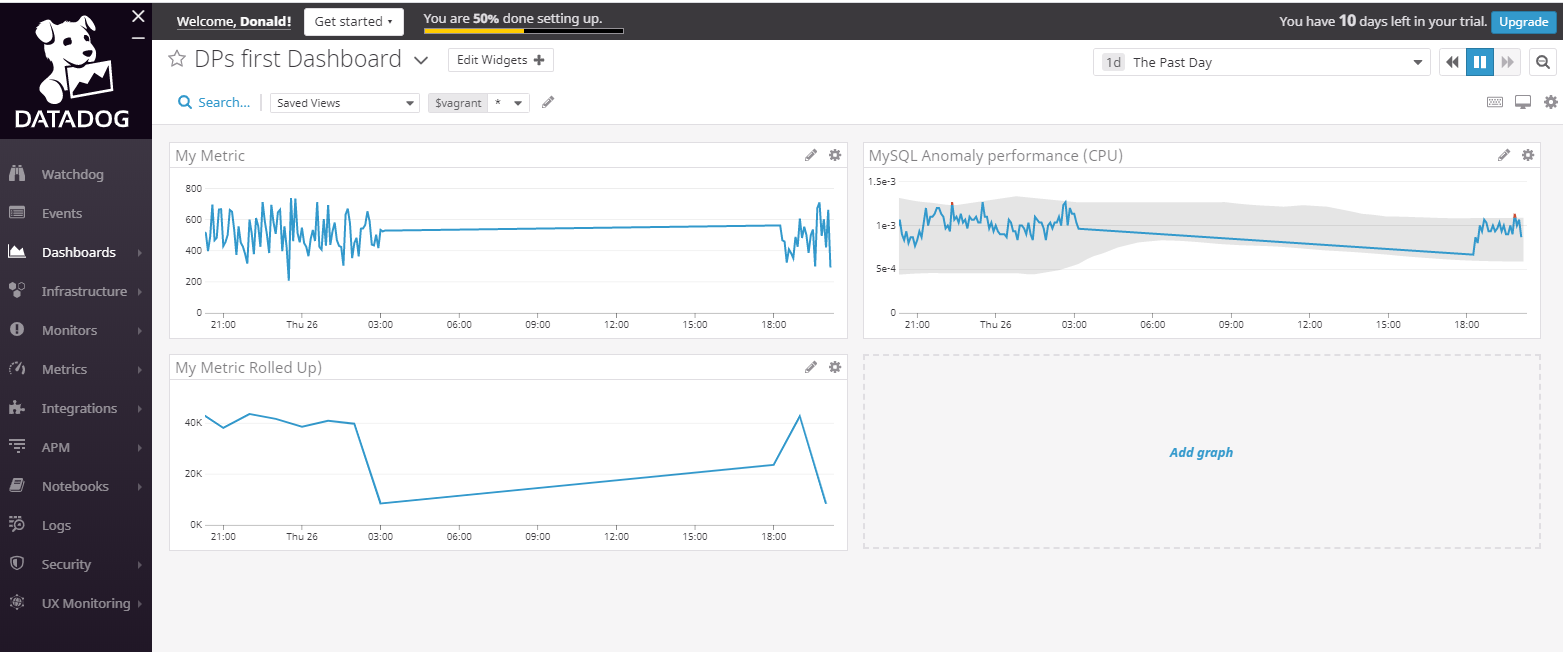 DATADOG
Welcome, Donald!
Get started
You are 50% done setting up.
You have 10 days left in your trial.
Upgrade
DPs first Dashboard
Edit Widgets +
1d The Past Day
Search...
Saved Views
$vagrant *
Watchdog
Events
Dashboards
Infrastructure
Monitors
Metrics
Integrations
APM
Notebooks
Logs
Security
UX Monitoring
My Metric
800
600
400
200
0
21:00 Thu 26 03:00 06:00 09:00 12:00 15:00 18:00
MySQL Anomaly performance (CPU)
1.5e-3
1e-3
5e-4
0
21:00 Thu 26 03:00 06:00 09:00 12:00 15:00 18:00
My Metric Rolled Up)
40K
20K
0K
21:00 Thu 26 03:00 06:00 09:00 12:00 15:00 18:00
Add graph